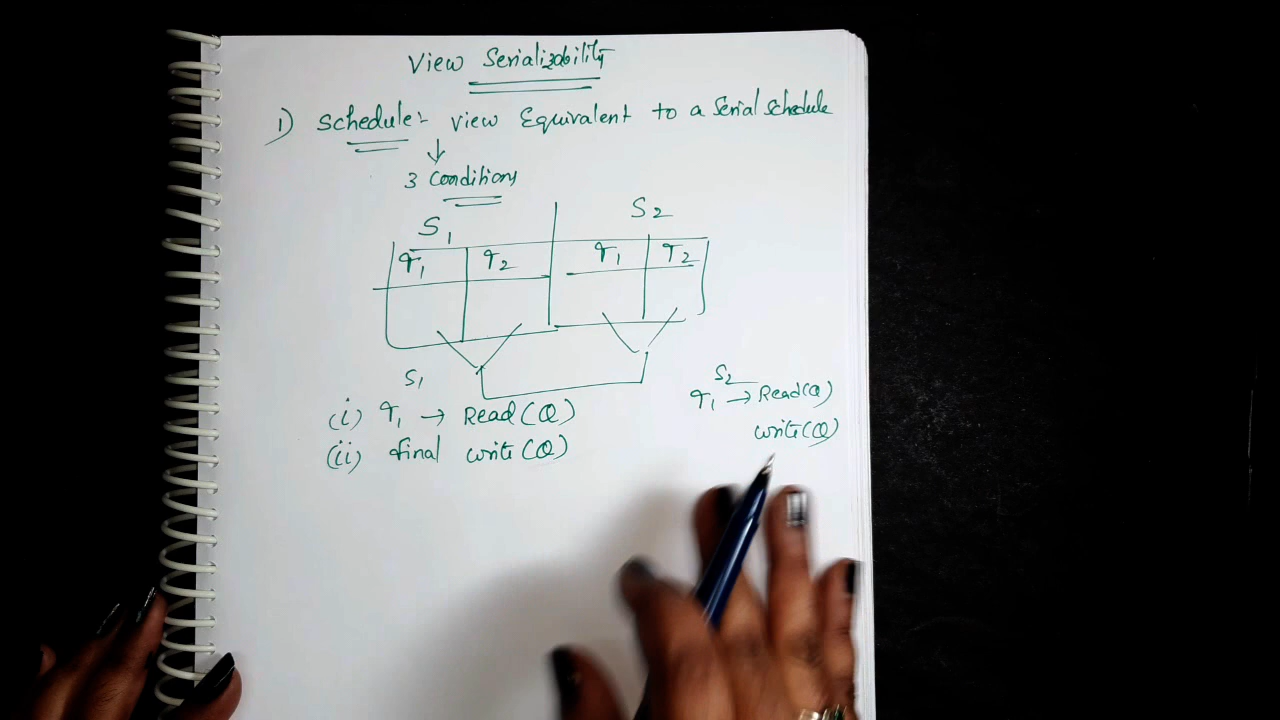 View Serializability
1) Schedule:- view Equivalent to a Serial Schedule
↓
3 Conditions
S1 S2
T1 T2 T1 T2
S1 S2
(i) T1 → Read(Q) T1 → Read(Q)
(ii) final write(Q) write(Q)